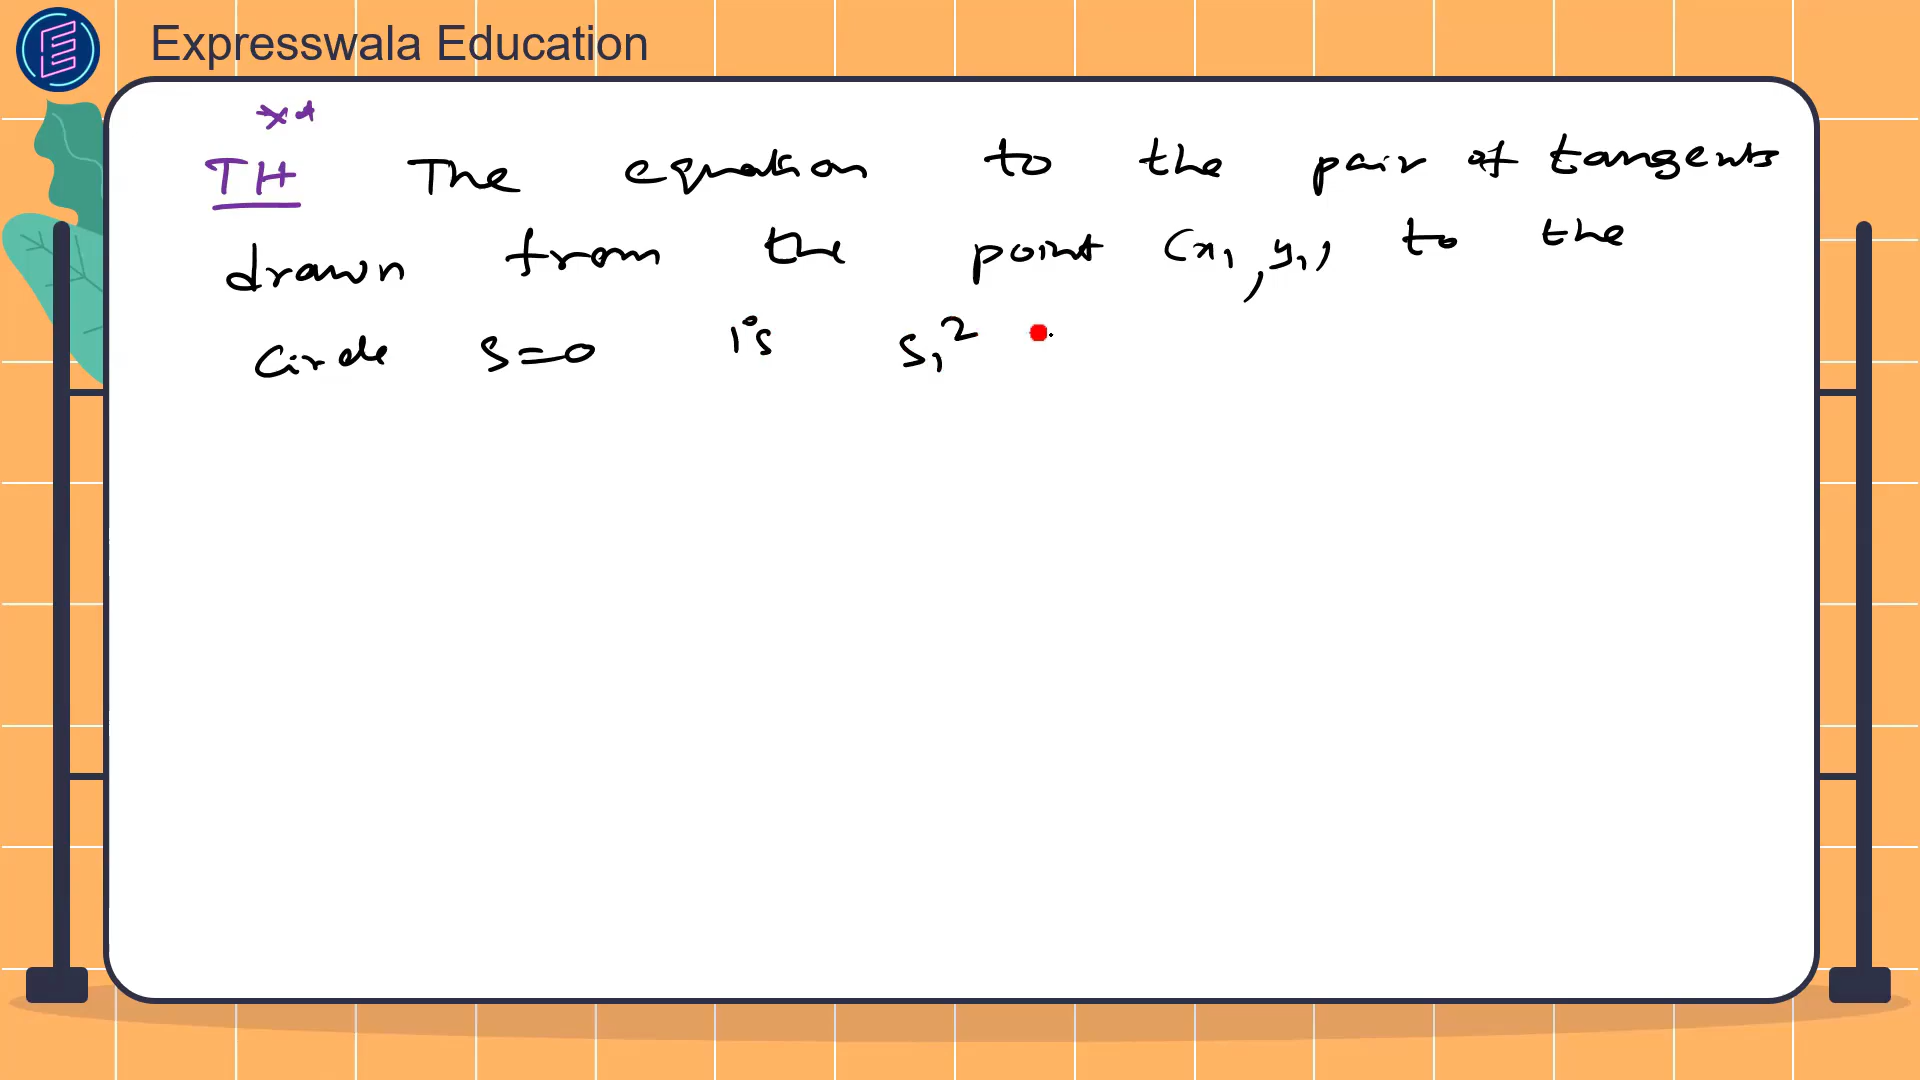 Expresswala Education
**
TH The equation to the pair of tangents
drawn from the point (x₁, y₁) to the
circle S=0 is S₁²